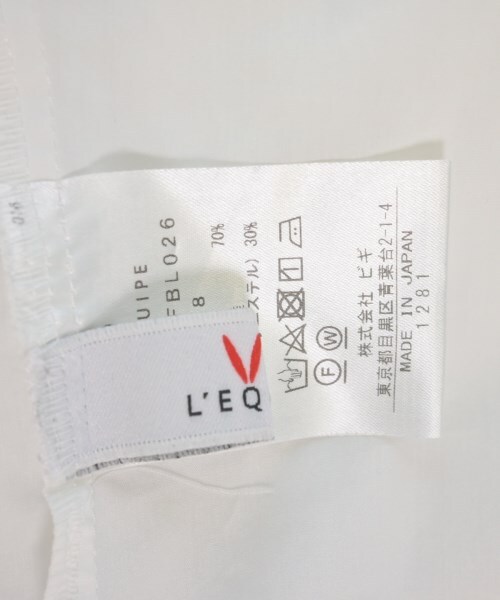 UIPE
FBL026
8
70%
ステル) 30%
F W
株式会社 ビギ
東京都目黒区青葉台2-1-4
MADE IN JAPAN
1281
L'EQ